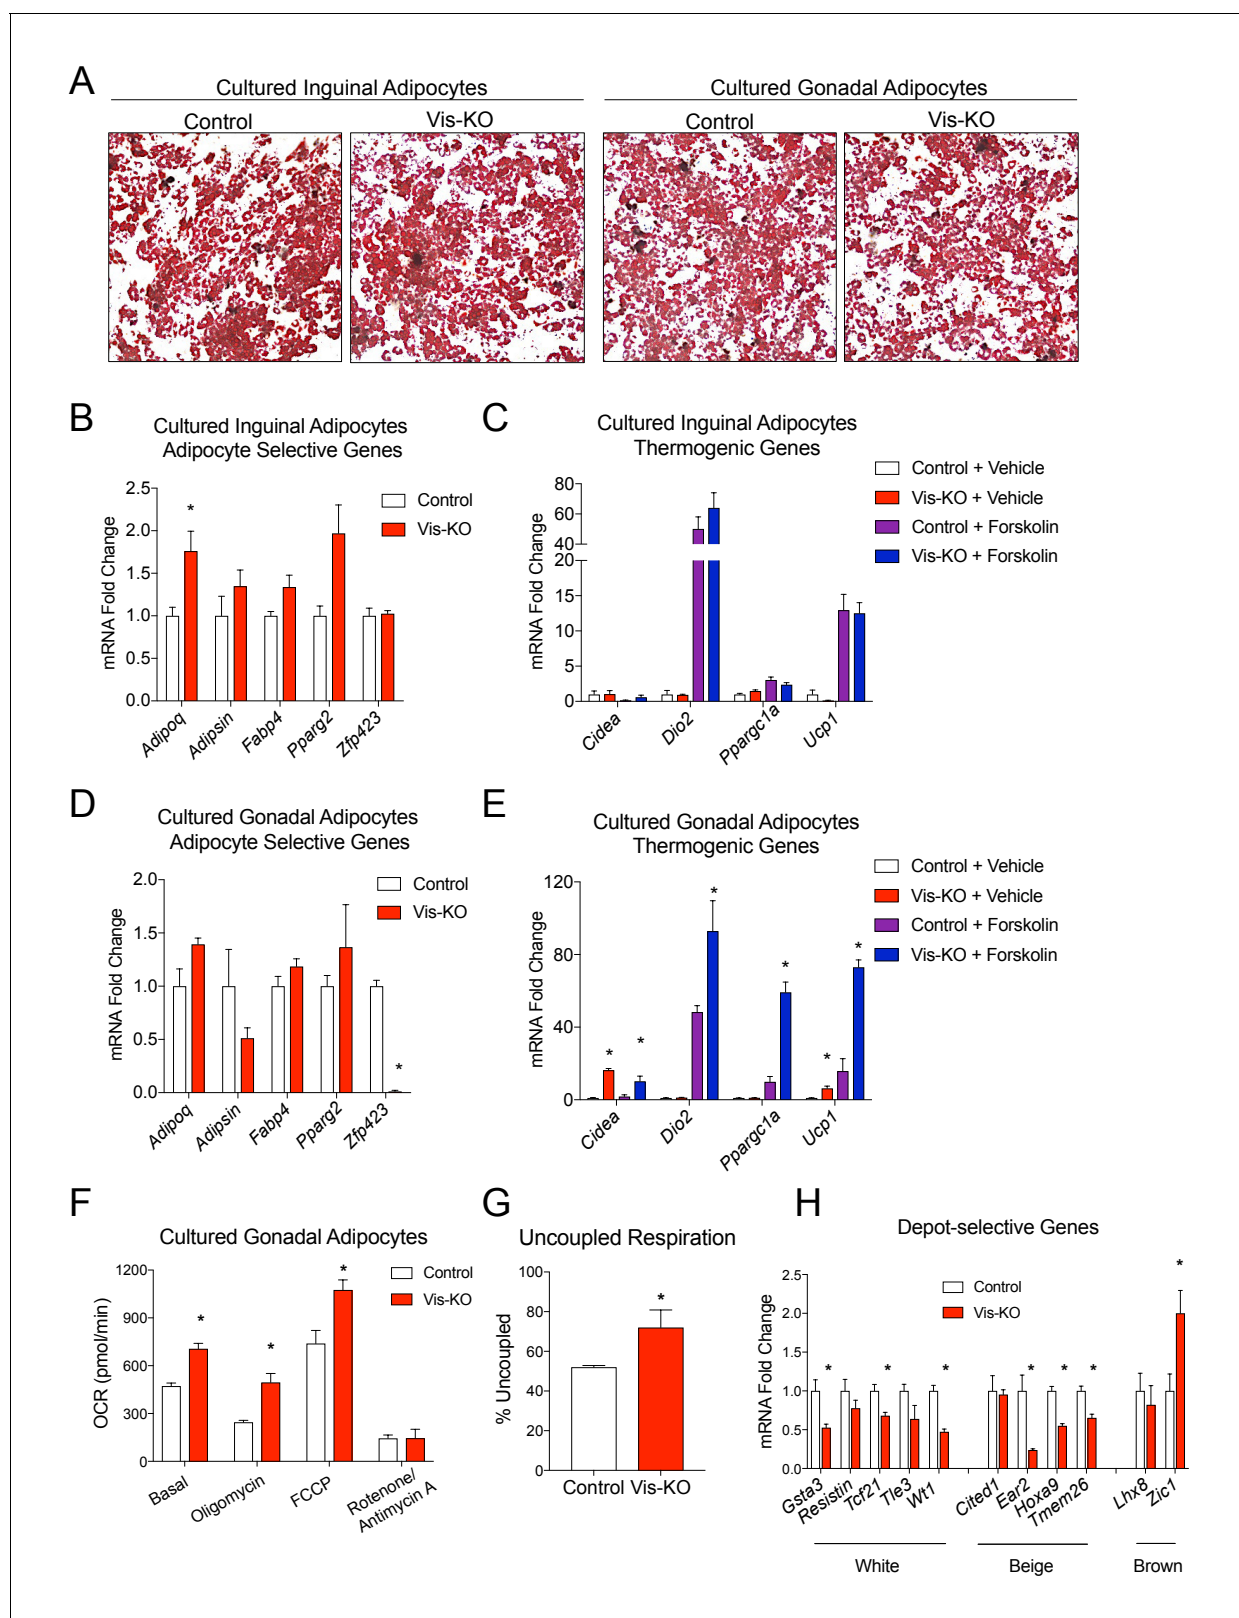 A
Cultured Inguinal Adipocytes
Cultured Gonadal Adipocytes
Control
Vis-KO
Control
Vis-KO
B
Cultured Inguinal Adipocytes
Adipocyte Selective Genes
mRNA Fold Change
2.5
2.0
1.5
1.0
0.5
0.0
*
Control
Vis-KO
Adipoq
Adipsin
Fabp4
Pparg2
Zfp423
C
Cultured Inguinal Adipocytes
Thermogenic Genes
mRNA Fold Change
80
60
40
20
15
10
5
0
Control + Vehicle
Vis-KO + Vehicle
Control + Forskolin
Vis-KO + Forskolin
Cidea
Dio2
Ppargc1a
Ucp1
D
Cultured Gonadal Adipocytes
Adipocyte Selective Genes
mRNA Fold Change
2.0
1.5
1.0
0.5
0.0
Control
Vis-KO
*
Adipoq
Adipsin
Fabp4
Pparg2
Zfp423
E
Cultured Gonadal Adipocytes
Thermogenic Genes
mRNA Fold Change
120
80
40
0
* * * * * *
Control + Vehicle
Vis-KO + Vehicle
Control + Forskolin
Vis-KO + Forskolin
Cidea
Dio2
Ppargc1a
Ucp1
F
Cultured Gonadal Adipocytes
OCR (pmol/min)
1200
900
600
300
0
* * *
Control
Vis-KO
Basal
Oligomycin
FCCP
Rotenone/
Antimycin A
G
Uncoupled Respiration
% Uncoupled
100
80
60
40
20
0
*
Control Vis-KO
H
Depot-selective Genes
mRNA Fold Change
2.5
2.0
1.5
1.0
0.5
0.0
Control
Vis-KO
* * * * * * *
Gsta3
Resistin
Tcf21
Tle3
Wt1
Cited1
Ear2
Hoxa9
Tmem26
Lhx8
Zic1
White
Beige
Brown